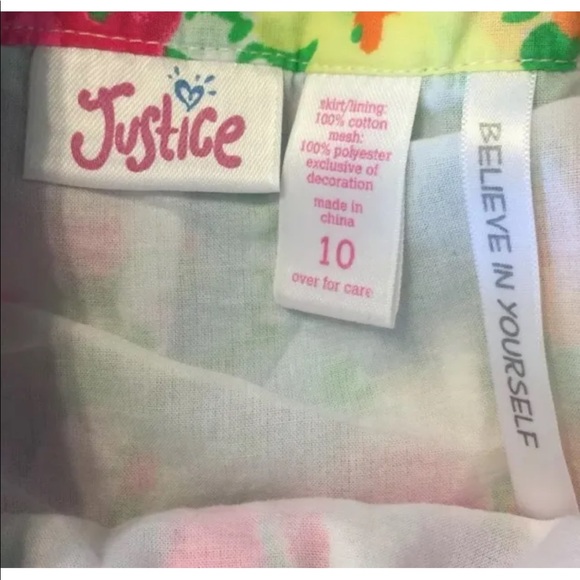 Justice
skirt/lining:
100% cotton
mesh:
100% polyester
exclusive of
decoration
made in
china
10
over for care
BELIEVE IN YOURSELF